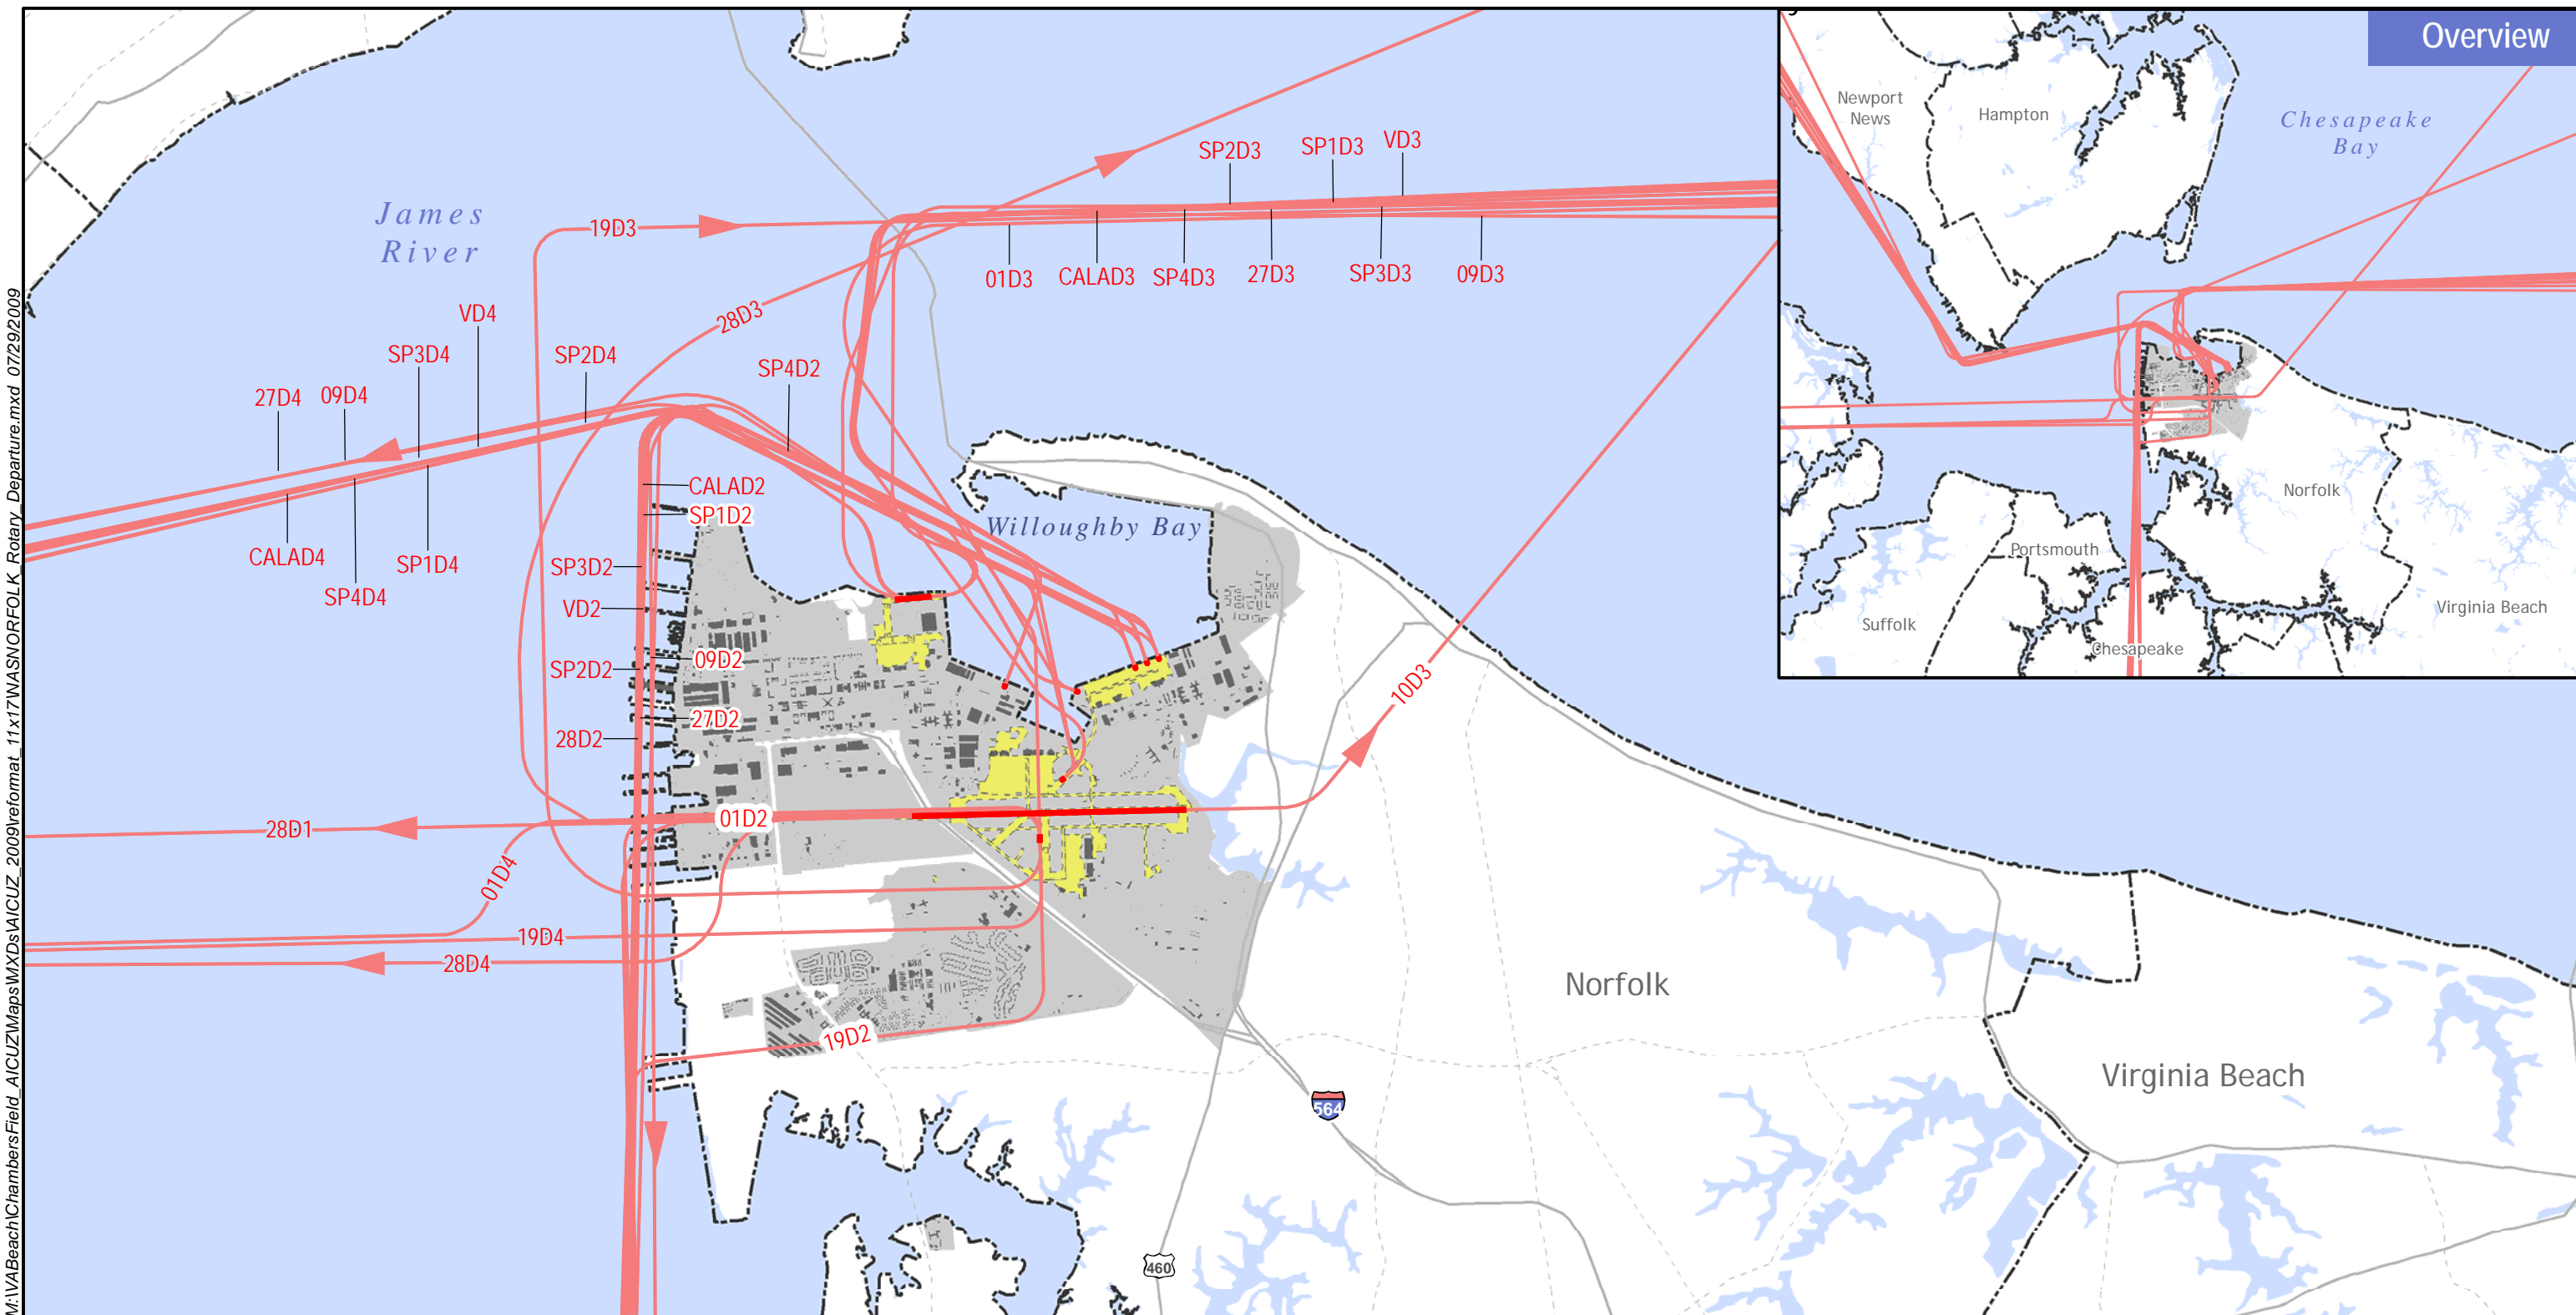 M:\VABeach\ChambersField_AICUZ\Maps\MXDs\AICUZ_2009\reformat_11x17\NASNORFOLK_Rotary_Departure.mxd 07/29/2009
Overview
Newport
News
Hampton
Chesapeake
Bay
Norfolk
Portsmouth
Suffolk
Chesapeake
Virginia Beach
James
River
SP2D3
SP1D3
VD3
19D3
01D3
CALAD3
SP4D3
27D3
SP3D3
09D3
28D3
VD4
SP3D4
SP2D4
SP4D2
27D4
09D4
CALAD4
SP4D4
SP1D4
CALAD2
SP1D2
Willoughby Bay
SP3D2
VD2
09D2
SP2D2
27D2
28D2
10D3
28D1
01D2
01D4
19D4
28D4
19D2
Norfolk
Virginia Beach
564
460